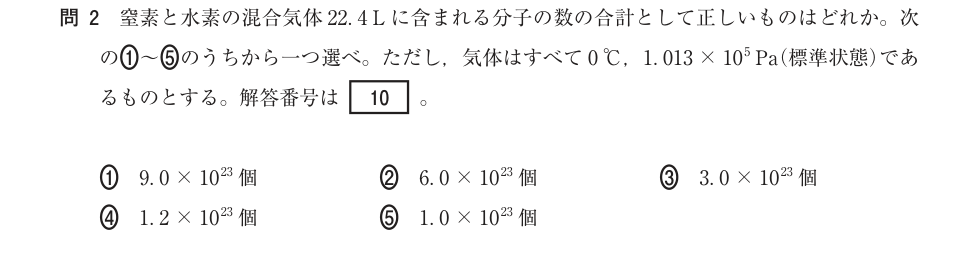 問 2 窒素と水素の混合気体 22.4 L に含まれる分子の数の合計として正しいものはどれか。次
の①～⑤のうちから一つ選べ。ただし，気体はすべて 0 ℃，1.013 × 10⁵ Pa(標準状態)であ
るものとする。解答番号は 10 。
① 9.0 × 10²³ 個 ② 6.0 × 10²³ 個 ③ 3.0 × 10²³ 個
④ 1.2 × 10²³ 個 ⑤ 1.0 × 10²³ 個